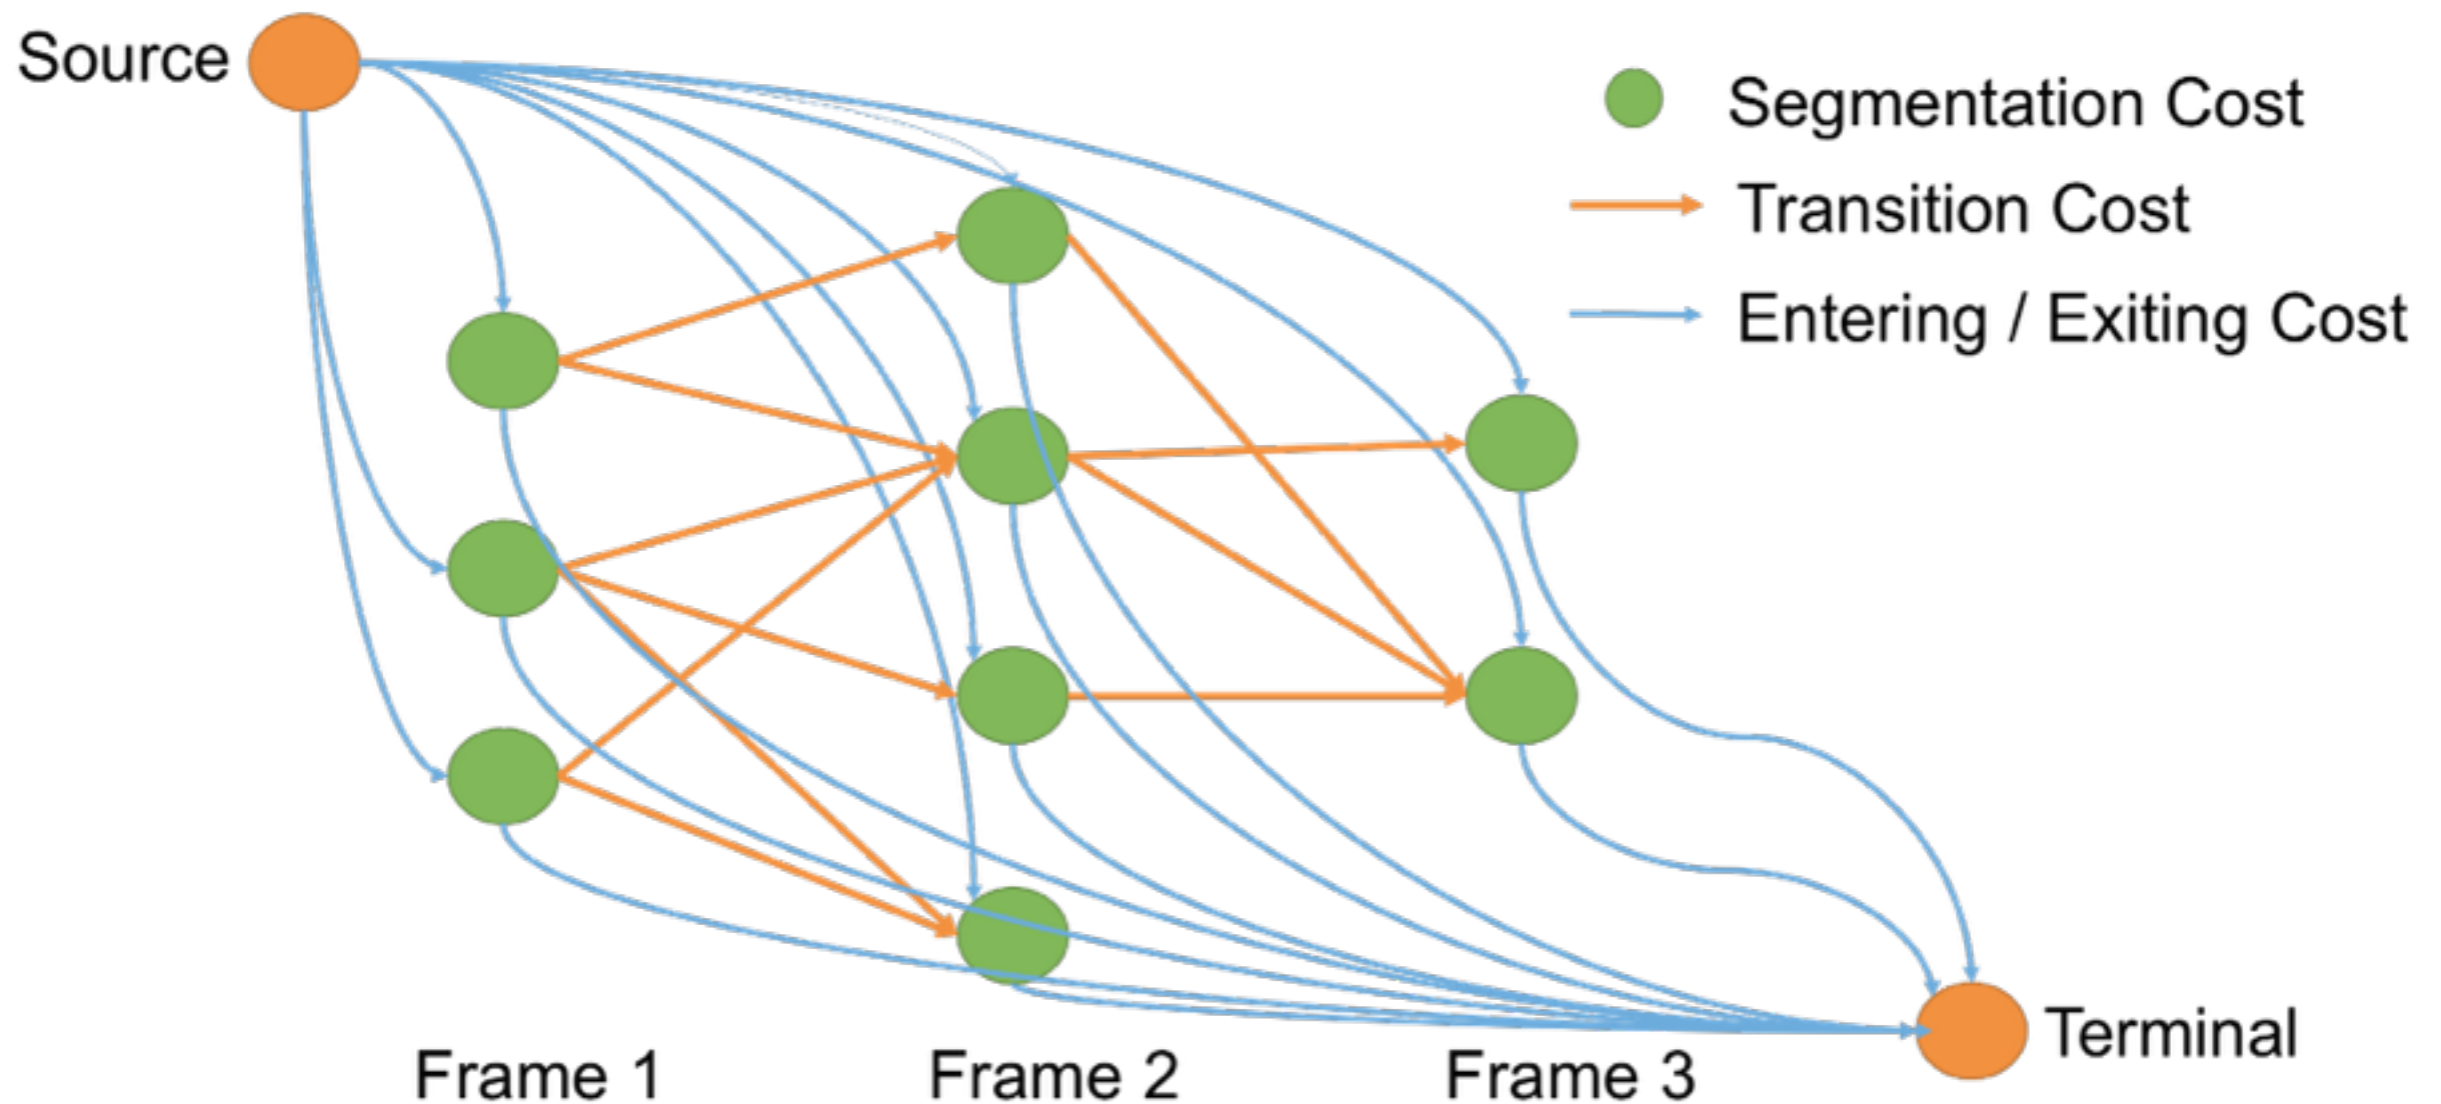 Source
Segmentation Cost
Transition Cost
Entering / Exiting Cost
Terminal
Frame 1
Frame 2
Frame 3